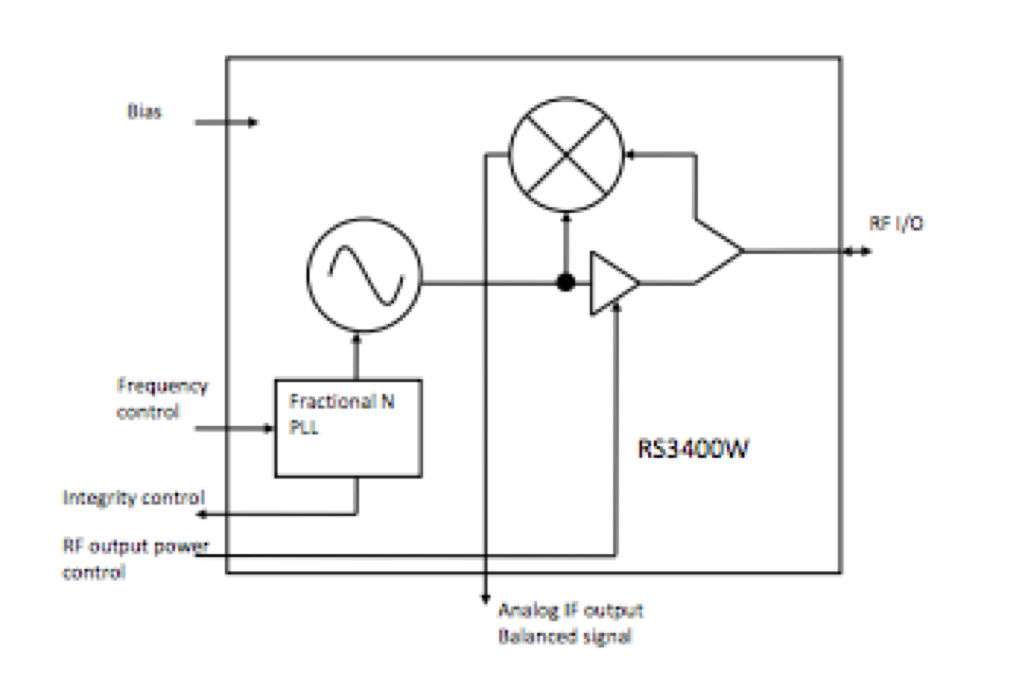 Bias
RF I/O
Frequency
control
Fractional N
PLL
RS3400W
Integrity control
RF output power
control
Analog IF output
Balanced signal